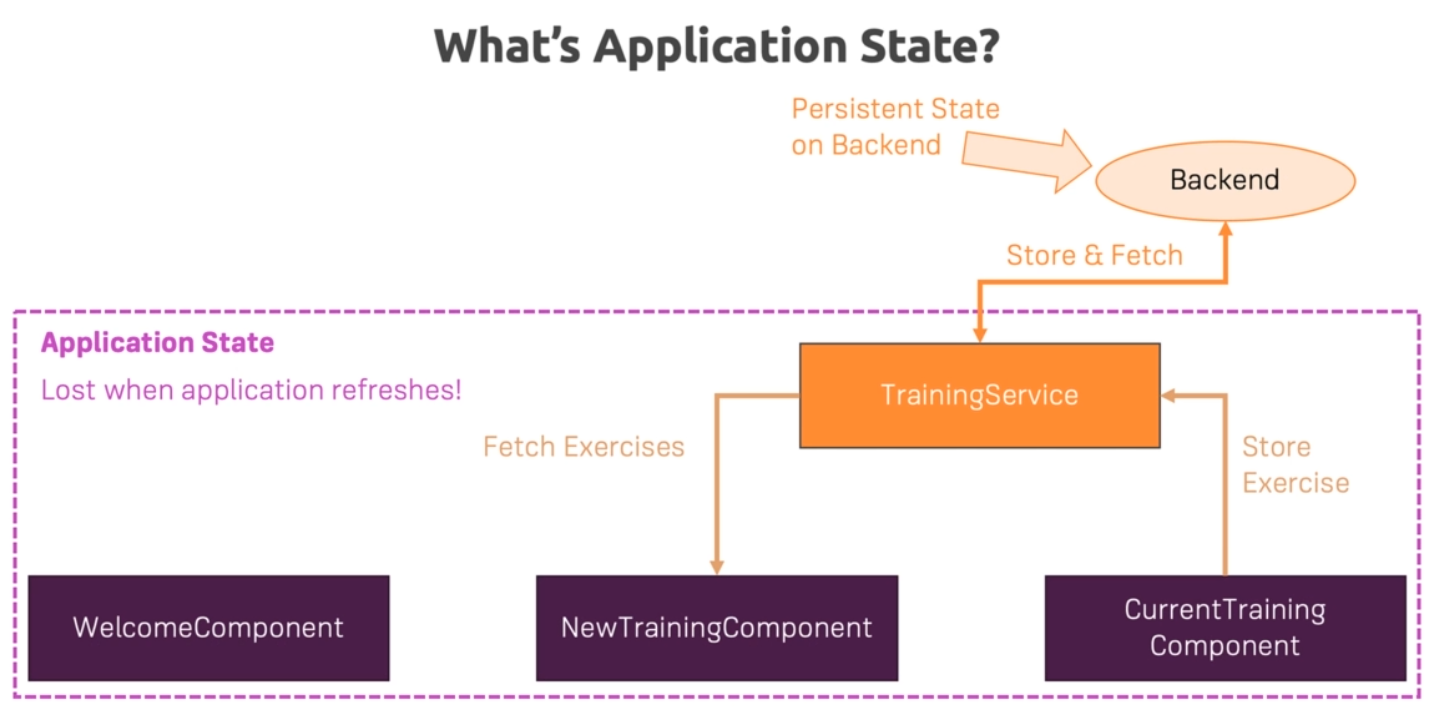 What's Application State?
Persistent State
on Backend
Backend
Store & Fetch
Application State
Lost when application refreshes!
TrainingService
Fetch Exercises
Store
Exercise
WelcomeComponent
NewTrainingComponent
CurrentTraining
Component